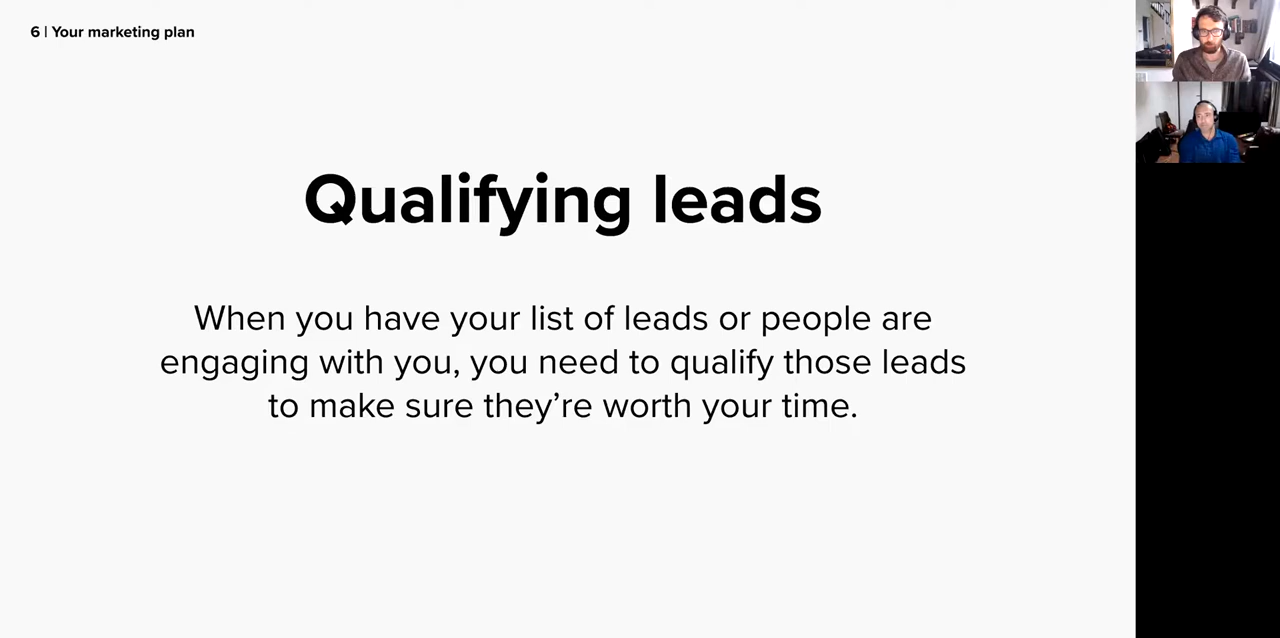 6 | Your marketing plan
Qualifying leads
When you have your list of leads or people are
engaging with you, you need to qualify those leads
to make sure they’re worth your time.